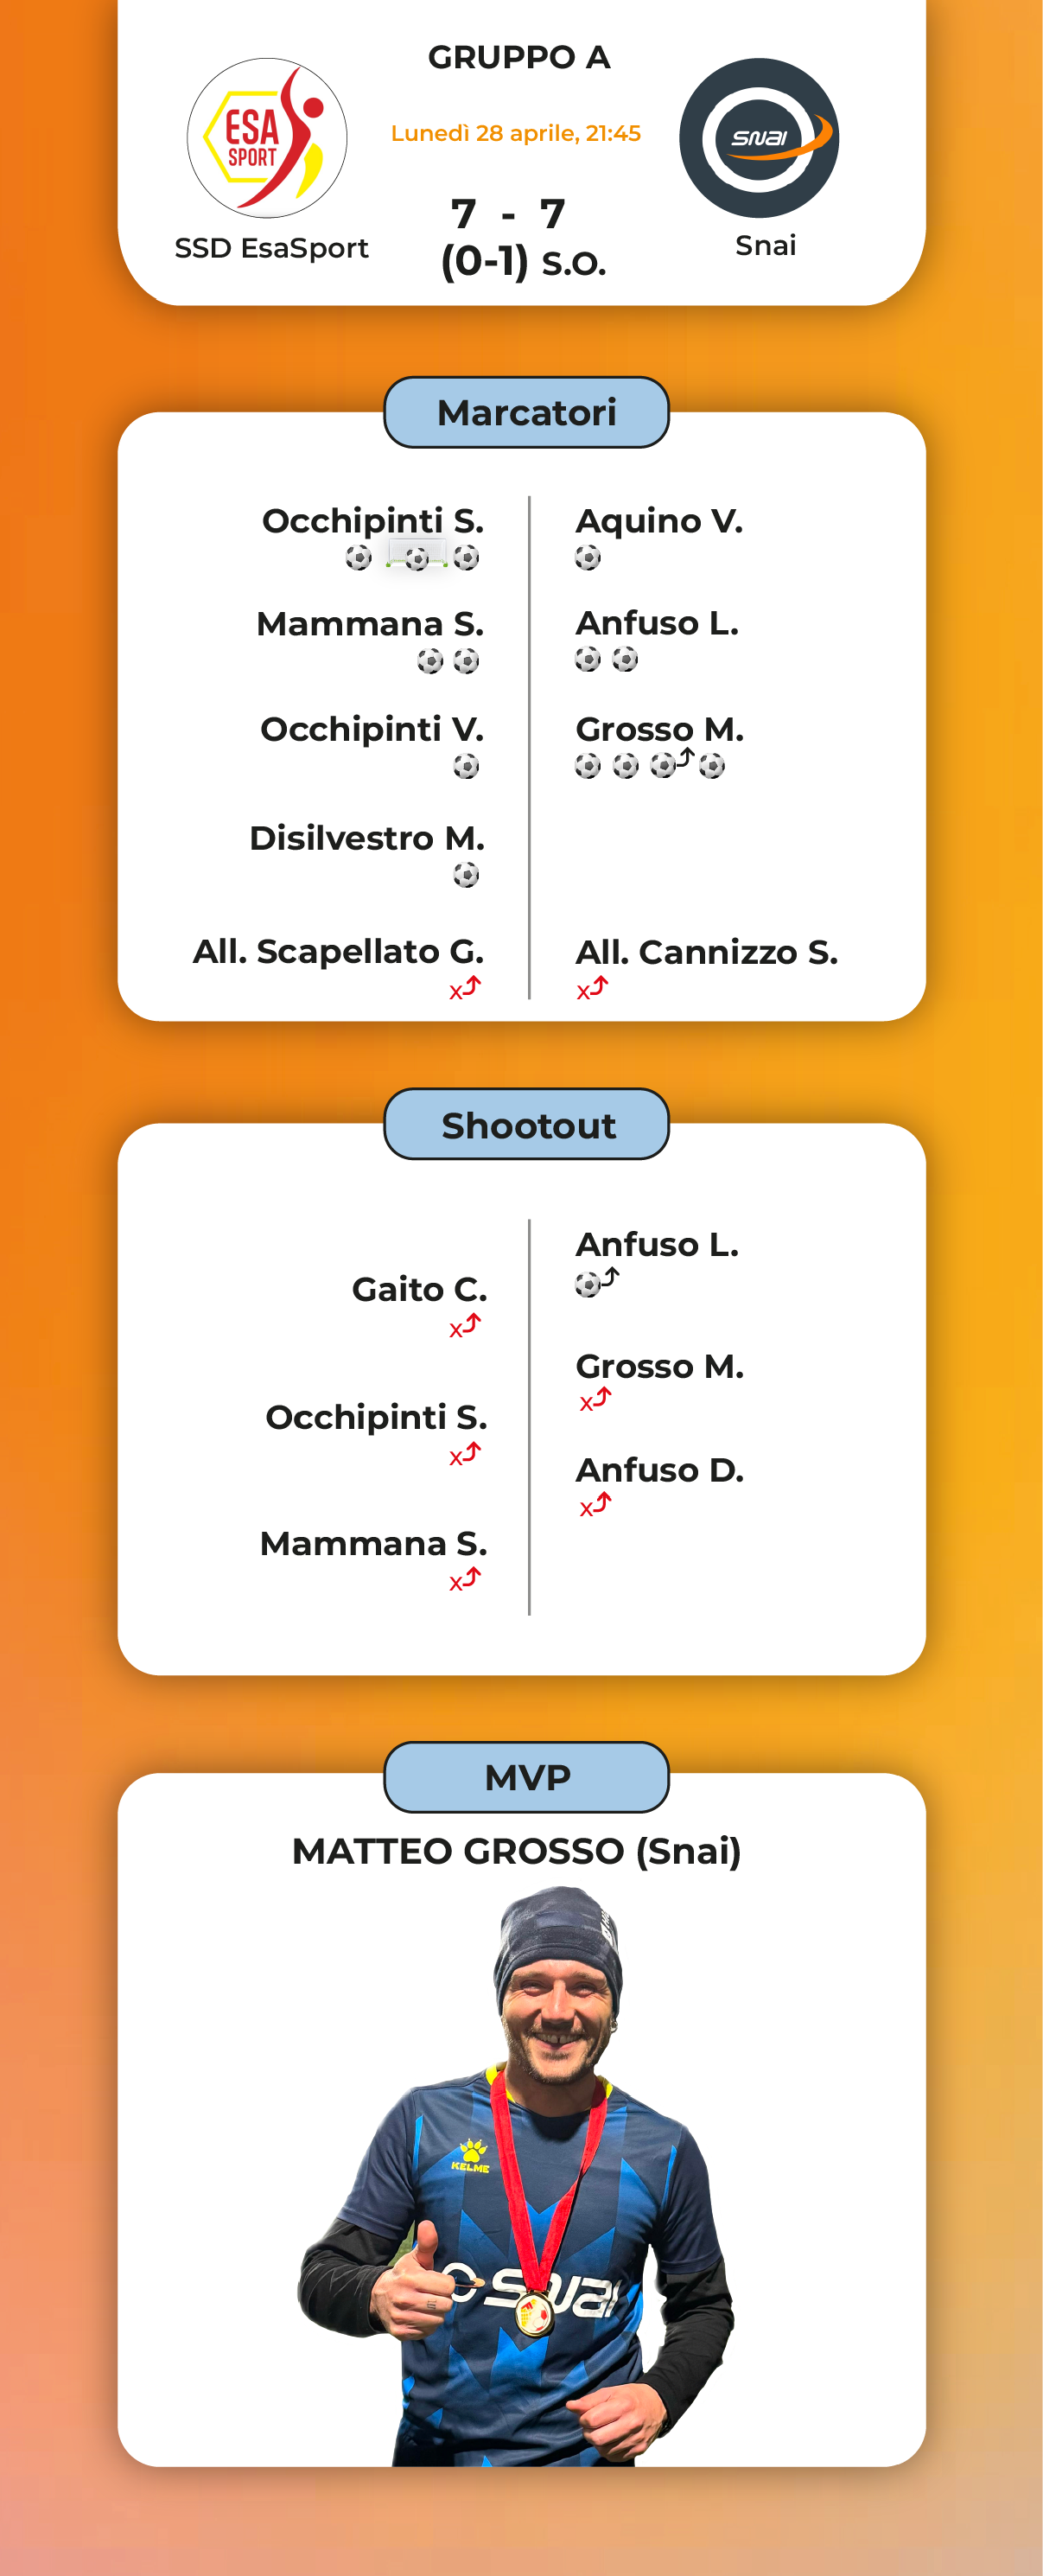 GRUPPO A
Lunedì 28 aprile, 21:45
ESA
SPORT
SNAI
7 - 7
(0-1) S.O.
SSD EsaSport
Snai
Marcatori
Occhipinti S.
Aquino V.
Mammana S.
Anfuso L.
Occhipinti V.
Grosso M.
Disilvestro M.
All. Scapellato G.
All. Cannizzo S.
x
x
Shootout
Anfuso L.
Gaito C.
x
Grosso M.
x
Occhipinti S.
x
Anfuso D.
x
Mammana S.
x
MVP
MATTEO GROSSO (Snai)
KELME
SNAI